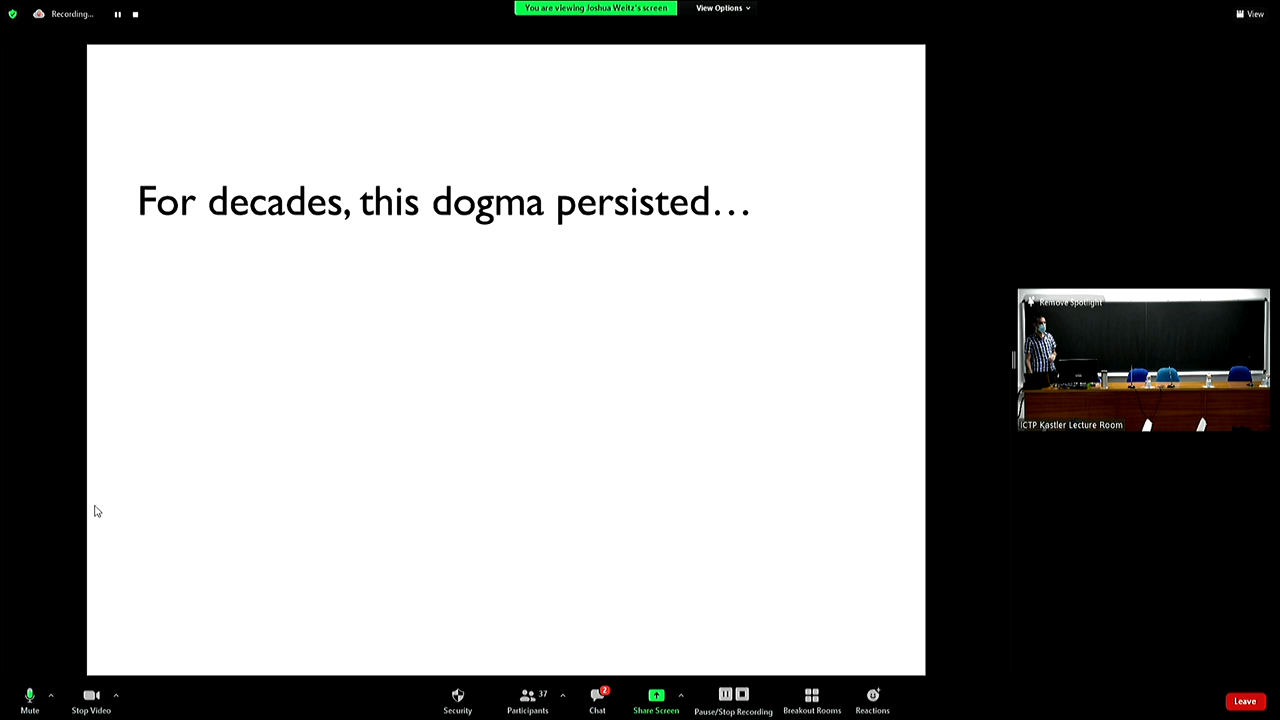 Recording...
You are viewing Joshua Weitz's screen
View Options
View
For decades, this dogma persisted...
Remove Spotlight
ICTP Kastler Lecture Room
Mute
Stop Video
Security
37
Participants
2
Chat
Share Screen
Pause/Stop Recording
Breakout Rooms
Reactions
Leave